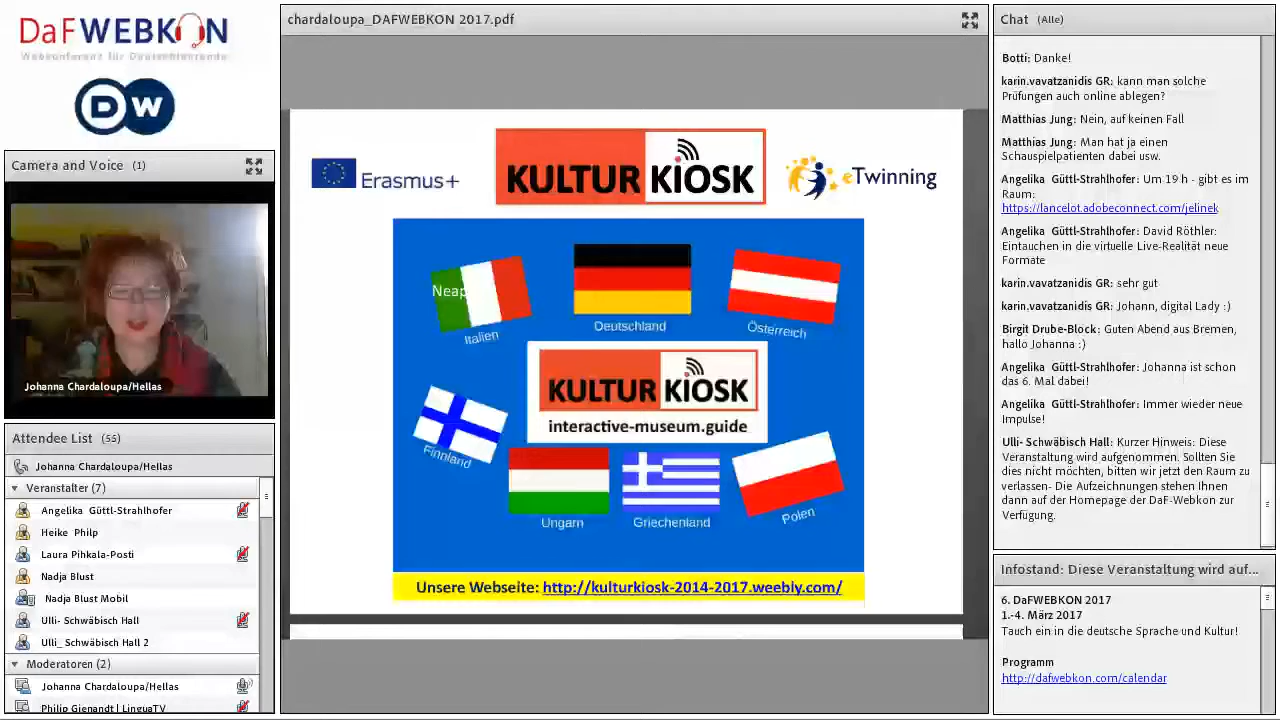 DaFWEBKON
Webkonferenz für Deutschlernende
DW
Camera and Voice (1)
Johanna Chardaloupa/Hellas
Attendee List (55)
Johanna Chardaloupa/Hellas
Veranstalter (7)
Angelika Güttl-Strahlhofer
Heike Philp
Laura Pihkala-Posti
Nadja Blust
Nadja Blust Mobil
Ulli- Schwäbisch Hall
Ulli_ Schwäbisch Hall 2
Moderatoren (2)
Johanna Chardaloupa/Hellas
Philip Gienandt | LinguaTV
chardaloupa_DAFWEBKON 2017.pdf
Erasmus+
KULTUR KIOSK
eTwinning
Neap
Italien
Deutschland
Österreich
KULTUR KIOSK
interactive-museum.guide
Finnland
Ungarn
Griechenland
Polen
Unsere Webseite: http://kulturkiosk-2014-2017.weebly.com/
Chat (Alle)
Botti: Danke!
karin.vavatzanidis GR: kann man solche
Prüfungen auch online ablegen?
Matthias Jung: Nein, auf keinen Fall
Matthias Jung: Man hat ja einen
Schauspielpatienten dabei usw.
Angelika Güttl-Strahlhofer: Um 19 h - gibt es im
Raum:
https://lancelot.adobeconnect.com/jelinek
Angelika Güttl-Strahlhofer: David Röthler:
Eintauchen in die virtuelle Live-Realität neue
Formate
karin.vavatzanidis GR: sehr gut
karin.vavatzanidis GR: Johann, digital Lady :)
Birgit Drube-Block: Guten Abend aus Bremen,
hallo Johanna :)
Angelika Güttl-Strahlhofer: Johanna ist schon
das 6. Mal dabei!
Angelika Güttl-Strahlhofer: Immer wieder neue
Impulse!
Ulli- Schwäbisch Hall: Kurzer Hinweis: Diese
Veranstaltung wird aufgenommen. Sollten Sie
dies nicht möchten, bitten wir jetzt den Raum zu
verlassen- Die Aufzeichnungen stehen Ihnen
dann auf der Homepage der DaF-Webkon zur
Verfügung.
Infostand: Diese Veranstaltung wird auf...
6. DaFWEBKON 2017
1.-4. März 2017
Tauch ein in die deutsche Sprache und Kultur!
Programm
http://dafwebkon.com/calendar